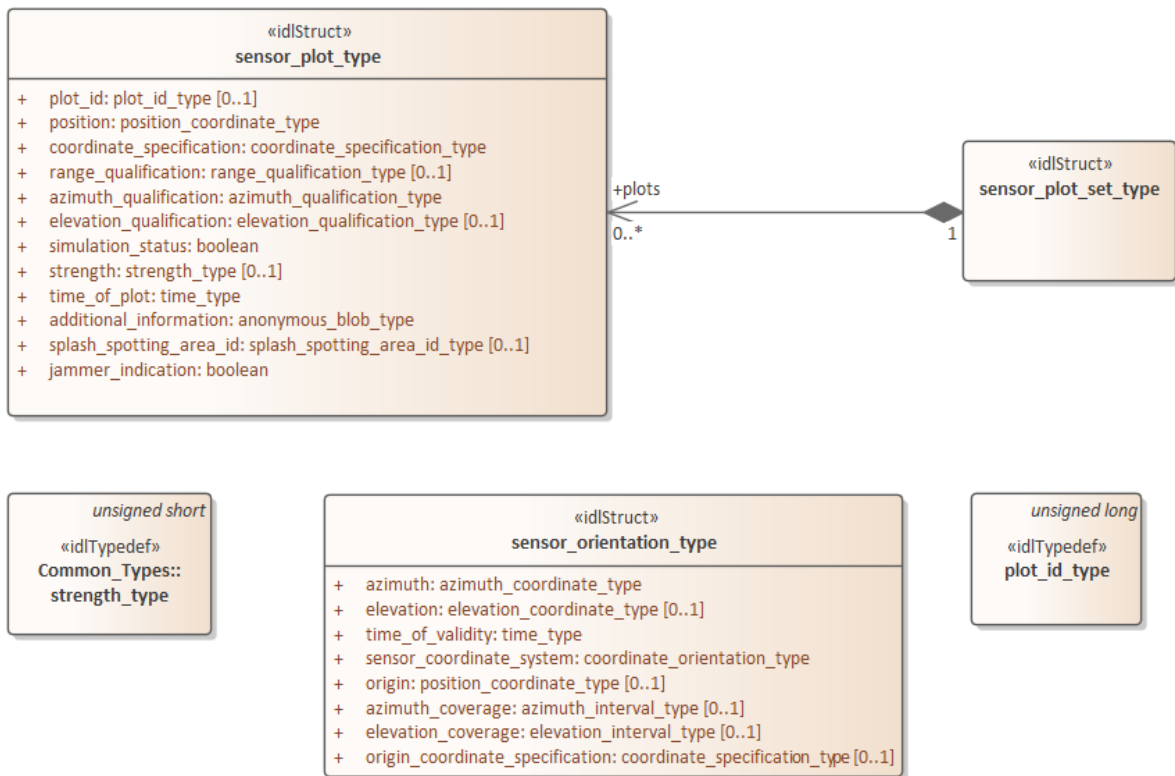 «idlStruct»
sensor_plot_type
+ plot_id: plot_id_type [0..1]
+ position: position_coordinate_type
+ coordinate_specification: coordinate_specification_type
+ range_qualification: range_qualification_type [0..1]
+ azimuth_qualification: azimuth_qualification_type
+ elevation_qualification: elevation_qualification_type [0..1]
+ simulation_status: boolean
+ strength: strength_type [0..1]
+ time_of_plot: time_type
+ additional_information: anonymous_blob_type
+ splash_spotting_area_id: splash_spotting_area_id_type [0..1]
+ jammer_indication: boolean
+plots
0..*
1
«idlStruct»
sensor_plot_set_type
unsigned short
«idlTypedef»
Common_Types::
strength_type
«idlStruct»
sensor_orientation_type
+ azimuth: azimuth_coordinate_type
+ elevation: elevation_coordinate_type [0..1]
+ time_of_validity: time_type
+ sensor_coordinate_system: coordinate_orientation_type
+ origin: position_coordinate_type [0..1]
+ azimuth_coverage: azimuth_interval_type [0..1]
+ elevation_coverage: elevation_interval_type [0..1]
+ origin_coordinate_specification: coordinate_specification_type [0..1]
unsigned long
«idlTypedef»
plot_id_type